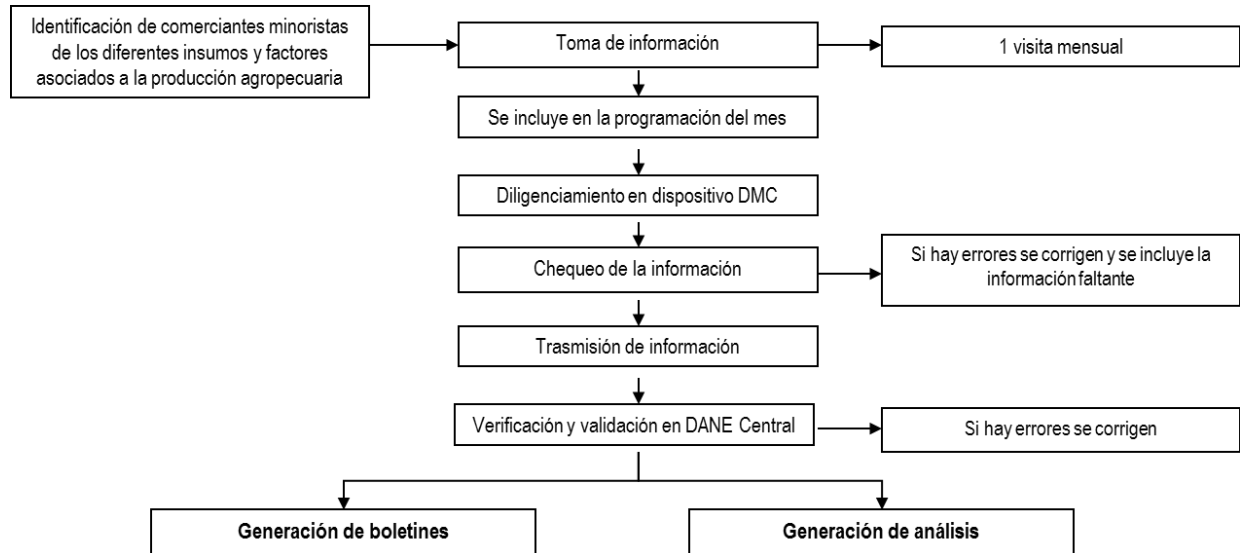 Identificación de comerciantes minoristas
de los diferentes insumos y factores
asociados a la producción agropecuaria
Toma de información
1 visita mensual
Se incluye en la programación del mes
Diligenciamiento en dispositivo DMC
Chequeo de la información
Si hay errores se corrigen y se incluye la
información faltante
Trasmisión de información
Verificación y validación en DANE Central
Si hay errores se corrigen
Generación de boletines
Generación de análisis